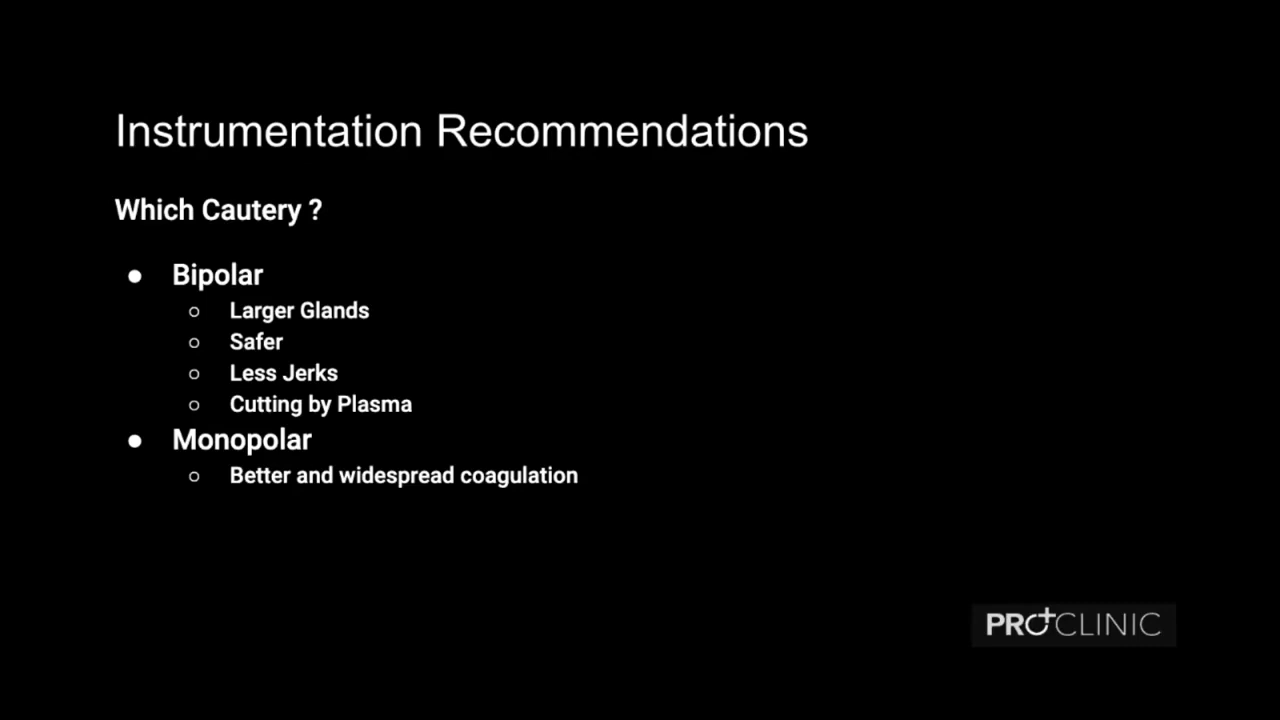 Instrumentation Recommendations
Which Cautery ?
● Bipolar
○ Larger Glands
○ Safer
○ Less Jerks
○ Cutting by Plasma
● Monopolar
○ Better and widespread coagulation
PRO+CLINIC